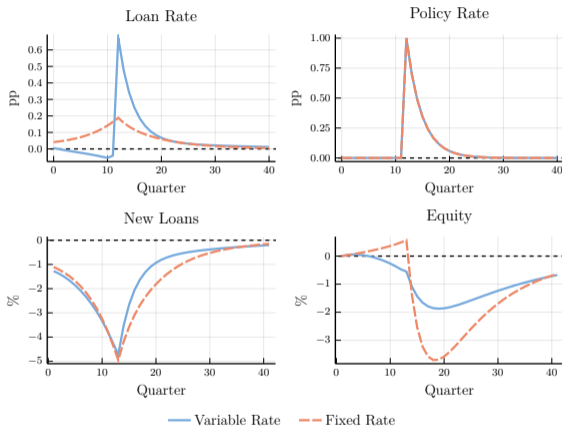 Loan Rate
Policy Rate
pp
0.6
0.5
0.4
0.3
0.2
0.1
0.0
0 10 20 30 40
Quarter
pp
1.00
0.75
0.50
0.25
0.00
0 10 20 30 40
Quarter
New Loans
Equity
%
0
−1
−2
−3
−4
−5
0 10 20 30 40
Quarter
%
0
−1
−2
−3
0 10 20 30 40
Quarter
Variable Rate Fixed Rate